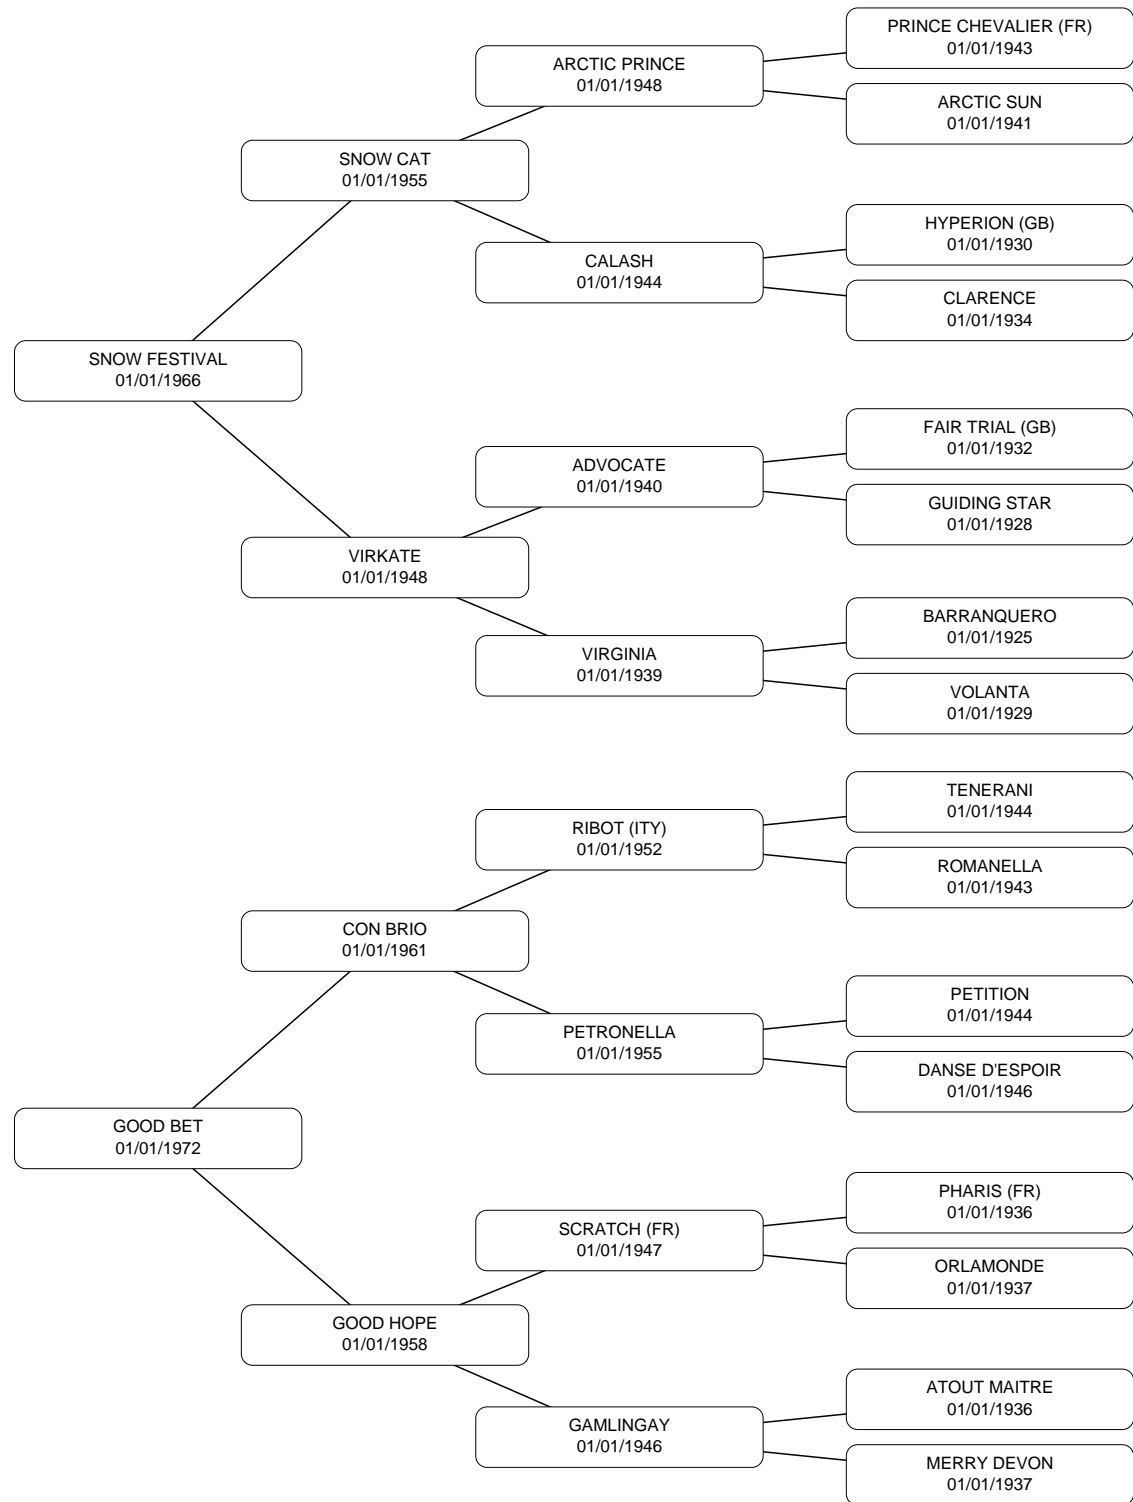 PRINCE CHEVALIER (FR)
01/01/1943
ARCTIC PRINCE
01/01/1948
ARCTIC SUN
01/01/1941
SNOW CAT
01/01/1955
HYPERION (GB)
01/01/1930
CALASH
01/01/1944
CLARENCE
01/01/1934
SNOW FESTIVAL
01/01/1966
FAIR TRIAL (GB)
01/01/1932
ADVOCATE
01/01/1940
GUIDING STAR
01/01/1928
VIRKATE
01/01/1948
BARRANQUERO
01/01/1925
VIRGINIA
01/01/1939
VOLANTA
01/01/1929
TENERANI
01/01/1944
RIBOT (ITY)
01/01/1952
ROMANELLA
01/01/1943
CON BRIO
01/01/1961
PETITION
01/01/1944
PETRONELLA
01/01/1955
DANSE D'ESPOIR
01/01/1946
GOOD BET
01/01/1972
PHARIS (FR)
01/01/1936
SCRATCH (FR)
01/01/1947
ORLAMONDE
01/01/1937
GOOD HOPE
01/01/1958
ATOUT MAITRE
01/01/1936
GAMLINGAY
01/01/1946
MERRY DEVON
01/01/1937